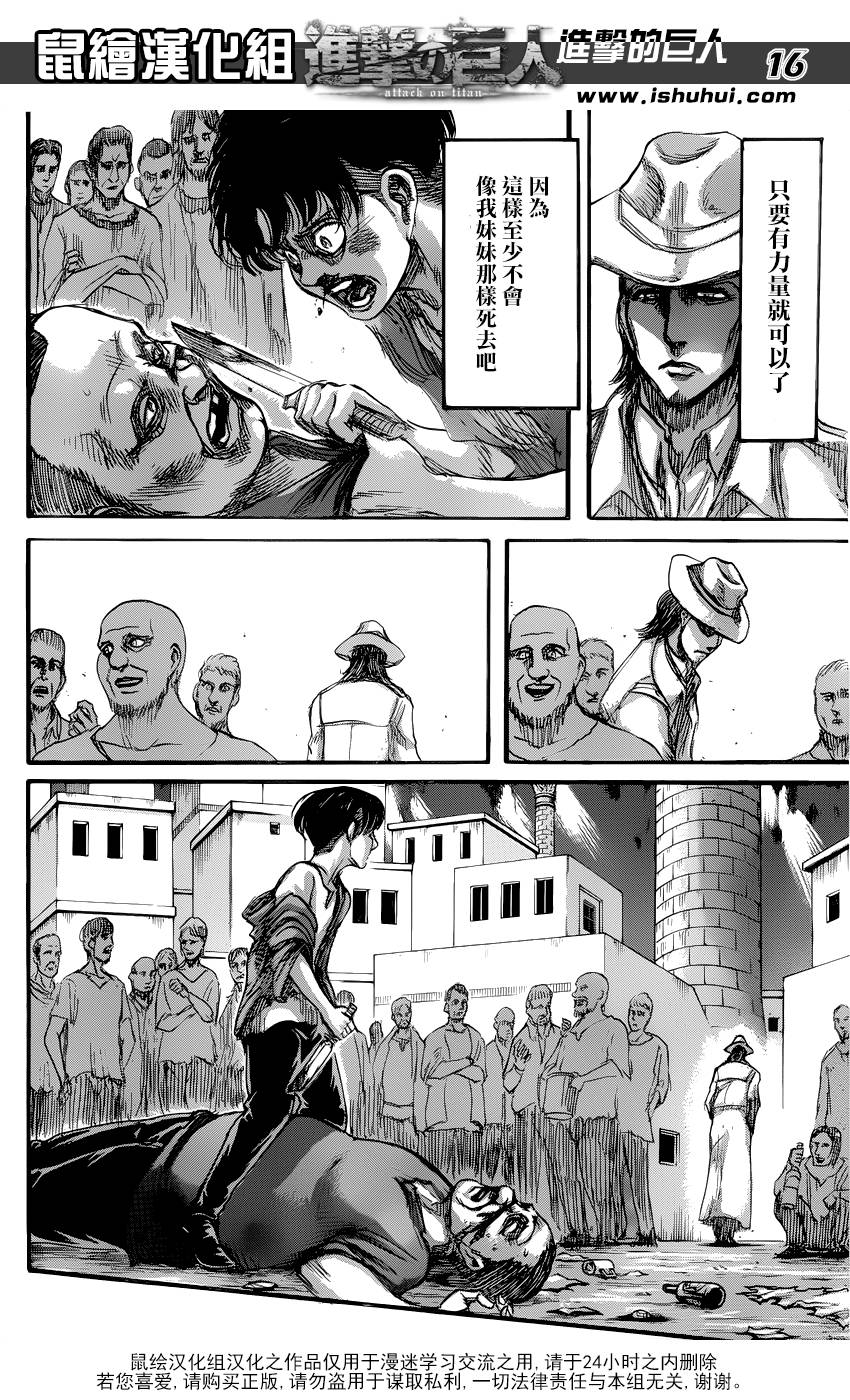 鼠繪漢化組
進撃の巨人
attack on titan
進擊的巨人
16
www.ishuhui.com
只要有力量就可以了
因為
這樣至少不會
像我妹妹那樣死去吧
鼠绘汉化组汉化之作品仅用于漫迷学习交流之用, 请于24小时之内删除
若您喜爱, 请购买正版, 请勿盗用于谋取私利, 一切法律责任与本组无关, 谢谢。